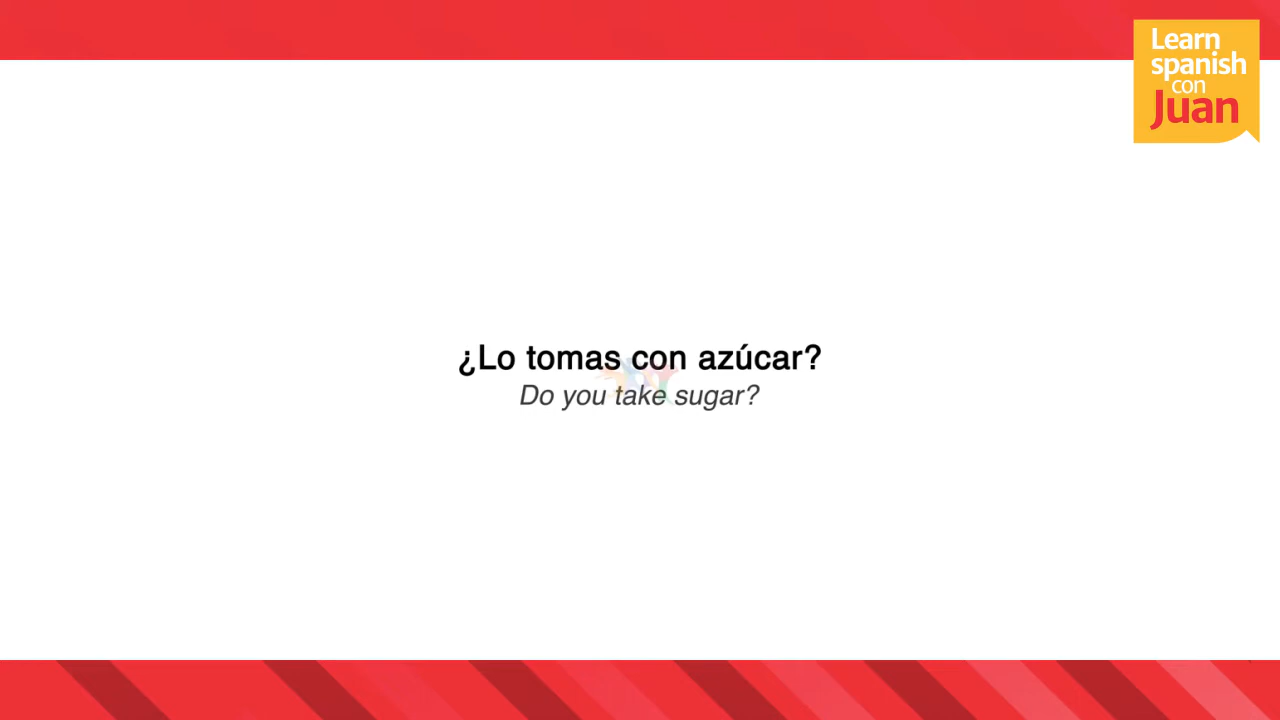 Learn
spanish
con
Juan
¿Lo tomas con azúcar?
Do you take sugar?